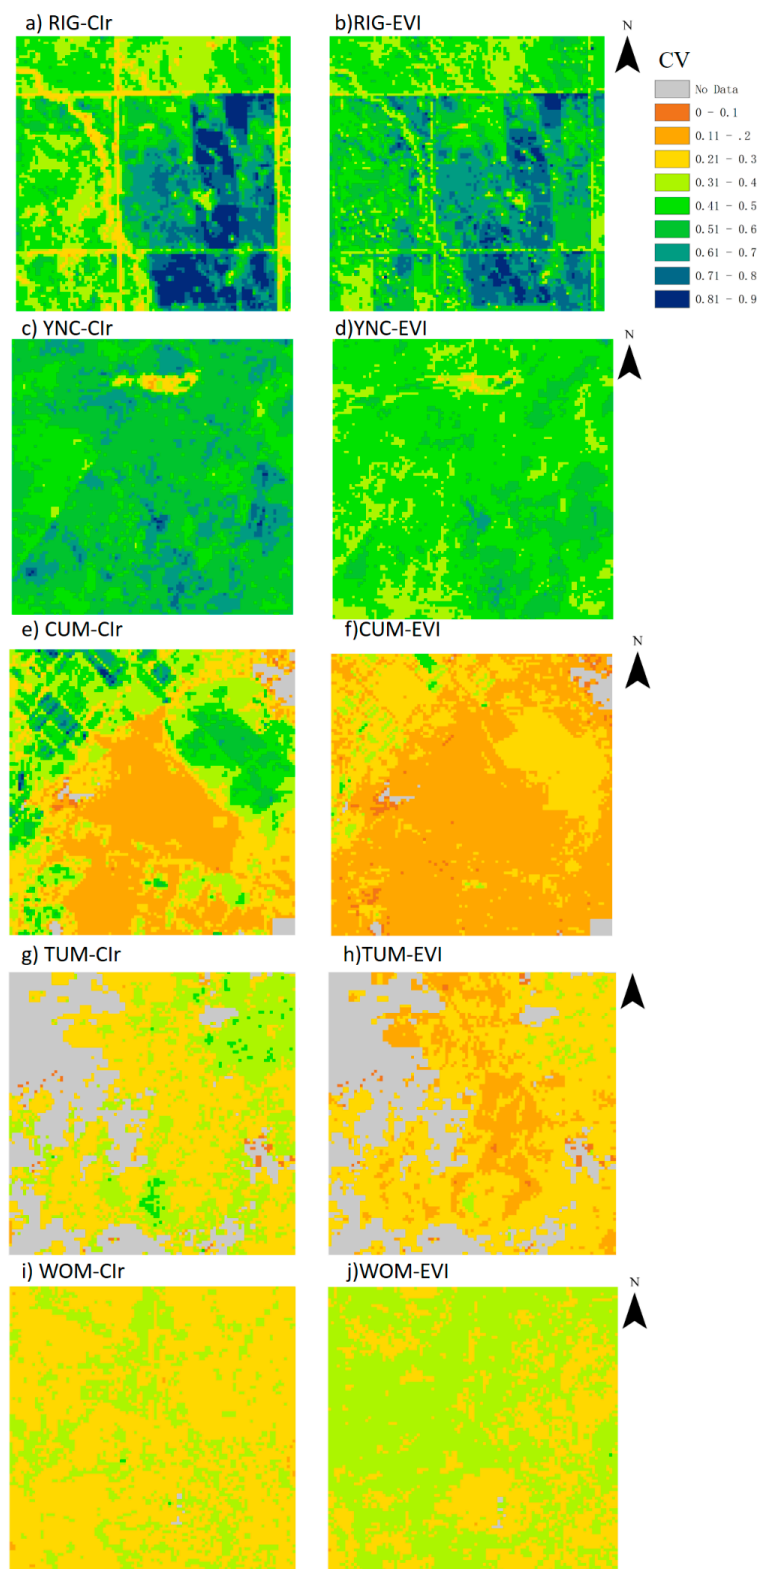 a) RIG-CIr
b)RIG-EVI
N
CV
No Data
0 - 0.1
0.11 - .2
0.21 - 0.3
0.31 - 0.4
0.41 - 0.5
0.51 - 0.6
0.61 - 0.7
0.71 - 0.8
0.81 - 0.9
c) YNC-CIr
d)YNC-EVI
N
e) CUM-CIr
f)CUM-EVI
N
g) TUM-CIr
h)TUM-EVI
i) WOM-CIr
j)WOM-EVI
N